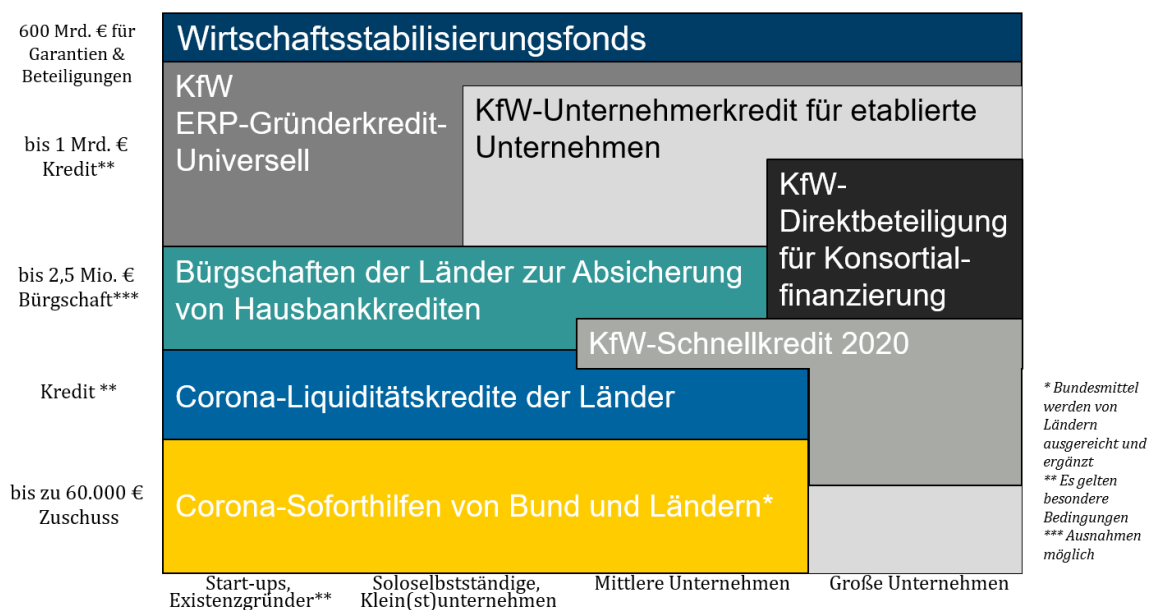 600 Mrd. € für
Garantien &
Beteiligungen
Wirtschaftsstabilisierungsfonds
KfW
ERP-Gründerkredit-
Universell
KfW-Unternehmerkredit für etablierte
Unternehmen
bis 1 Mrd. €
Kredit**
KfW-
Direktbeteiligung
für Konsortial-
finanzierung
bis 2,5 Mio. €
Bürgschaft***
Bürgschaften der Länder zur Absicherung
von Hausbankkrediten
KfW-Schnellkredit 2020
Kredit **
Corona-Liquiditätskredite der Länder
bis zu 60.000 €
Zuschuss
Corona-Soforthilfen von Bund und Ländern*
* Bundesmittel
werden von
Ländern
ausgereicht und
ergänzt
** Es gelten
besondere
Bedingungen
*** Ausnahmen
möglich
Start-ups,
Existenzgründer**
Soloselbstständige,
Klein(st)unternehmen
Mittlere Unternehmen
Große Unternehmen